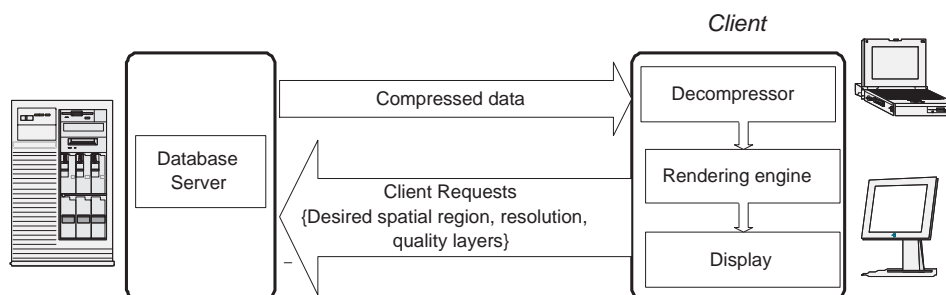 Client
Compressed data
Decompressor
Database
Server
Client Requests
{Desired spatial region, resolution,
quality layers}
Rendering engine
Display